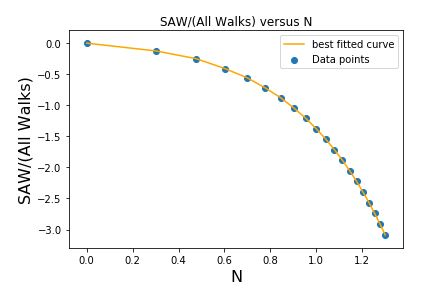 SAW/(All Walks) versus N
best fitted curve
Data points
SAW/(All Walks)
0.0
−0.5
−1.0
−1.5
−2.0
−2.5
−3.0
0.0 0.2 0.4 0.6 0.8 1.0 1.2
N